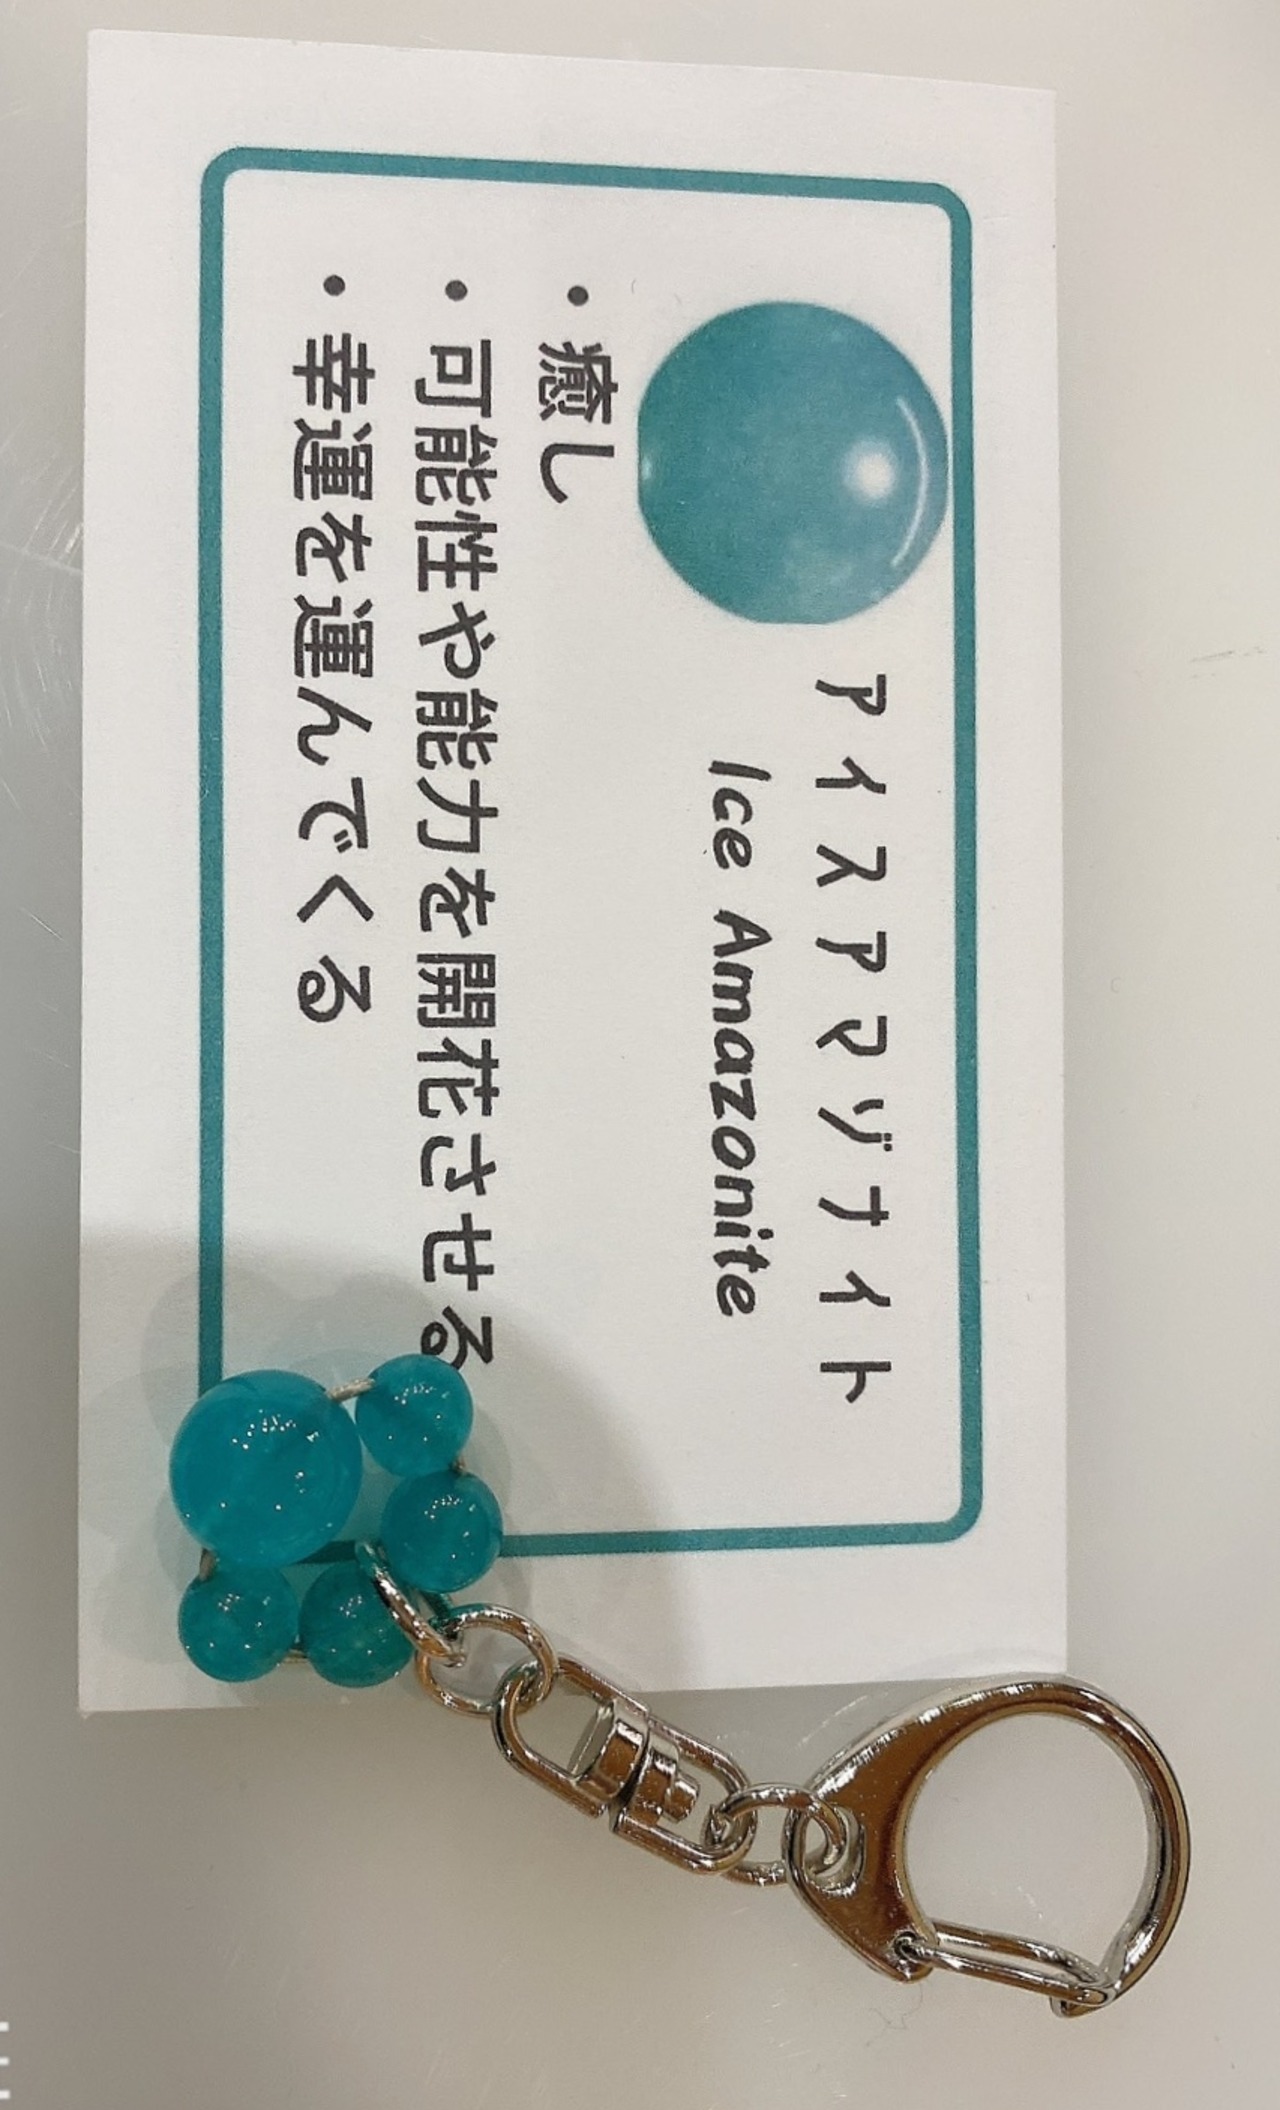 アイスアマゾナイト
Ice Amazonite
・癒し
・可能性や能力を開花させる
・幸運を運んでくる